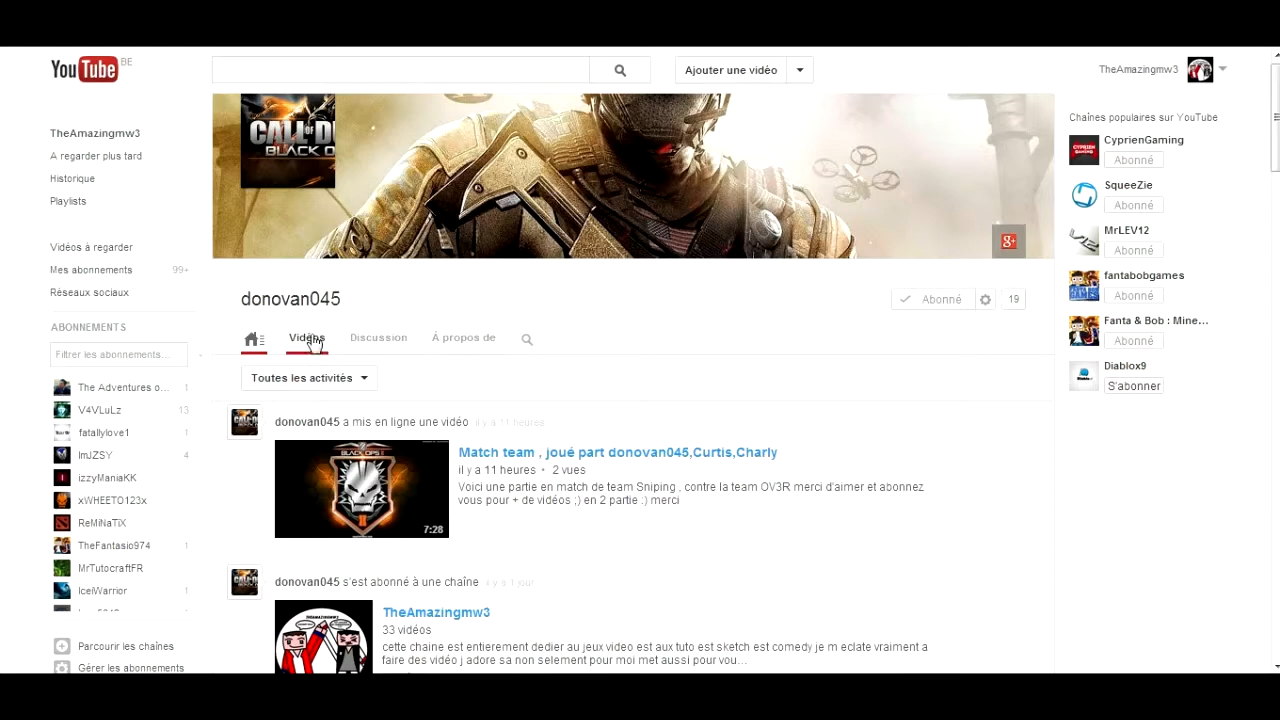 YouTube BE
Ajouter une vidéo
TheAmazingmw3
TheAmazingmw3
A regarder plus tard
Historique
Playlists
Vidéos à regarder
Mes abonnements 99+
Réseaux sociaux
ABONNEMENTS
Filtrer les abonnements...
The Adventures o... 1
V4VLuLz 13
fatallylove1 1
ImJZSY 4
izzyManiaKK
xWHEETO123x
ReMiNaTiX
TheFantasio974 1
MrTutocraftFR
IceiWarrior 1
Parcourir les chaînes
Gérer les abonnements
CALL OF D
BLACK O
g+
donovan045
Abonné 19
Vidéos Discussion À propos de
Toutes les activités
donovan045 a mis en ligne une vidéo il y a 11 heures
BLACK OPS II
7:28
Match team , joué part donovan045,Curtis,Charly
il y a 11 heures • 2 vues
Voici une partie en match de team Sniping , contre la team OV3R merci d'aimer et abonnez
vous pour + de vidéos ;) en 2 partie :) merci
donovan045 s'est abonné à une chaîne il y a 1 jour
TheAmazingmw3
33 vidéos
cette chaine est entierement dedier au jeux video est aux tuto est sketch est comedy je m eclate vraiment a
faire des vidéo j adore sa non selement pour moi met aussi pour vou...
Chaînes populaires sur YouTube
CYPRIEN
GAMING
CyprienGaming
Abonné
SqueeZie
Abonné
MrLEV12
Abonné
fantabobgames
Abonné
Fanta & Bob : Mine...
Abonné
Diablox9
S'abonner